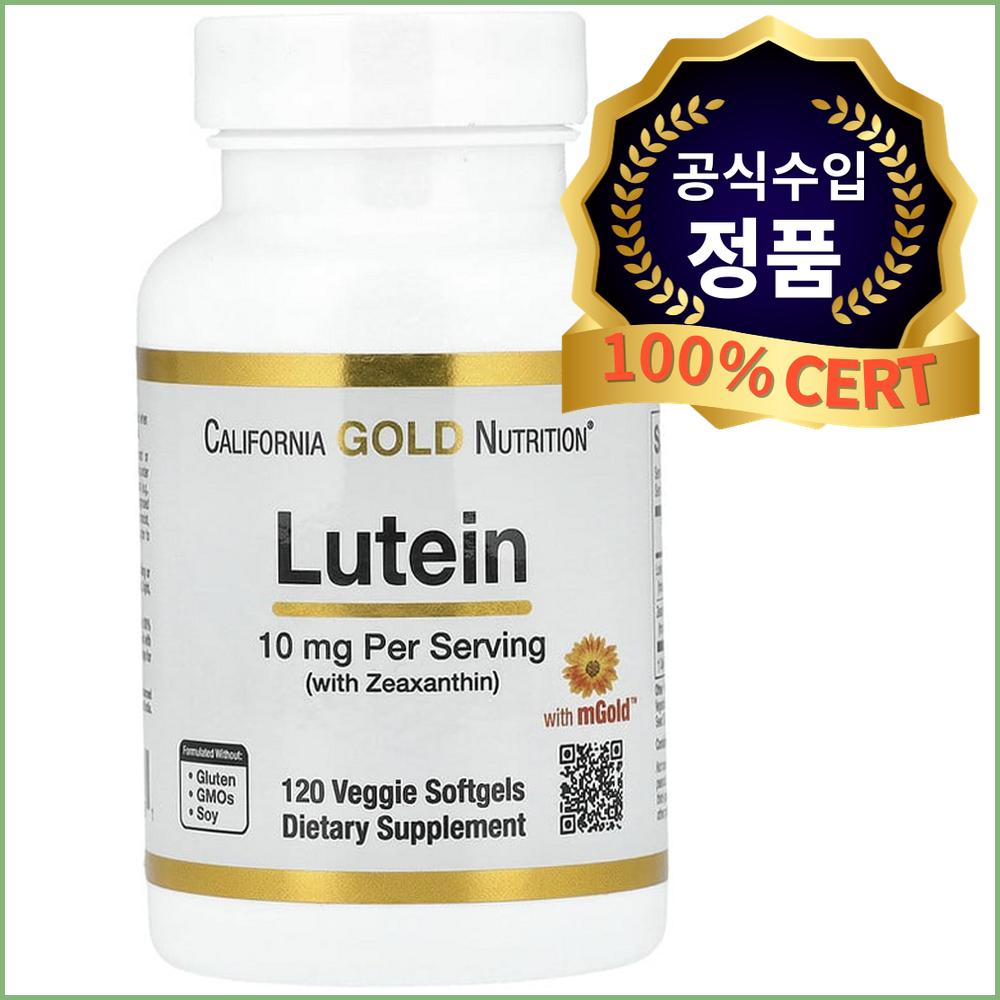 공식수입
정품
100% CERT
CALIFORNIA GOLD NUTRITION®
Lutein
10 mg Per Serving
(with Zeaxanthin)
with mGold™
Formulated Without:
• Gluten
• GMOs
• Soy
120 Veggie Softgels
Dietary Supplement